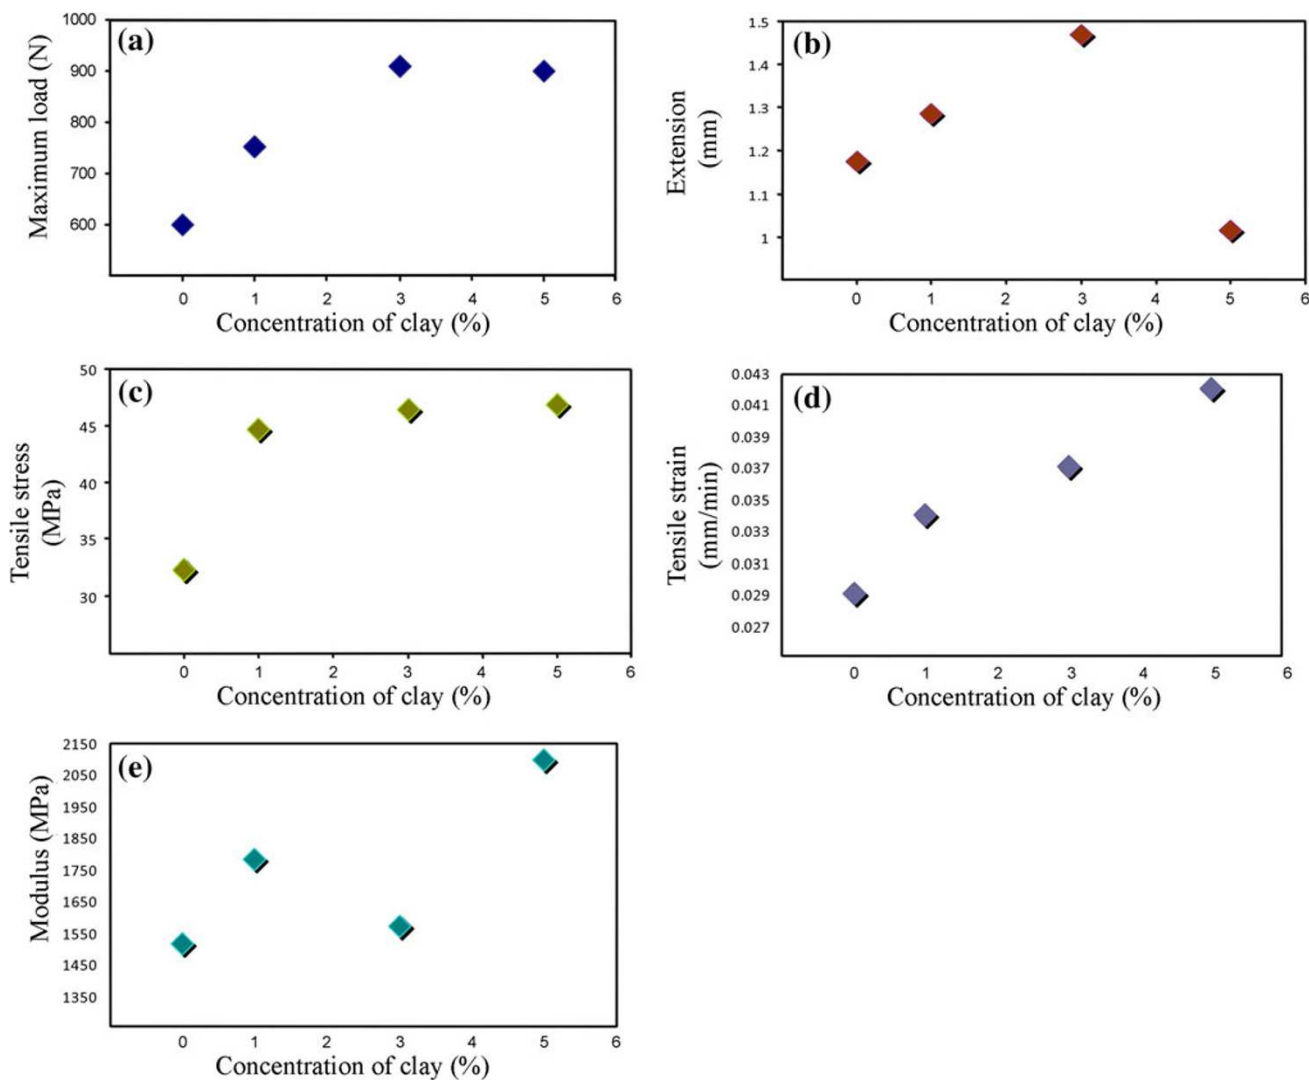 (a)
Maximum load (N)
1000
900
800
700
600
0 1 2 3 4 5 6
Concentration of clay (%)
(b)
Extension
(mm)
1.5
1.4
1.3
1.2
1.1
1
0 1 2 3 4 5 6
Concentration of clay (%)
(c)
Tensile stress
(MPa)
50
45
40
35
30
0 1 2 3 4 5 6
Concentration of clay (%)
(d)
Tensile strain
(mm/min)
0.043
0.041
0.039
0.037
0.035
0.033
0.031
0.029
0.027
0 1 2 3 4 5 6
Concentration of clay (%)
(e)
Modulus (MPa)
2150
2050
1950
1850
1750
1650
1550
1450
1350
0 1 2 3 4 5 6
Concentration of clay (%)